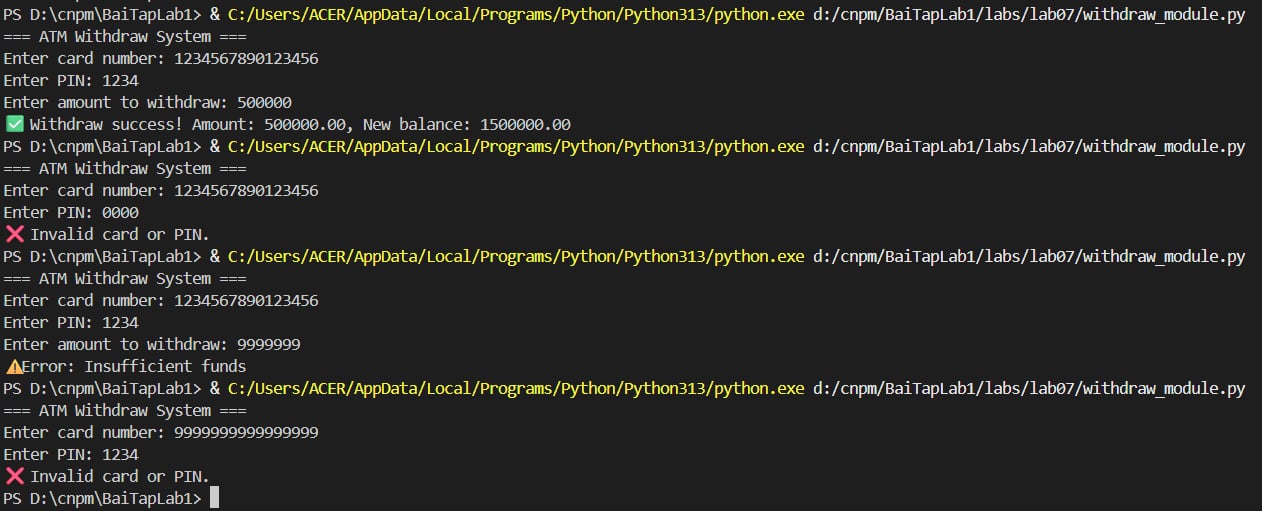 PS D:\cnpm\BaiTapLab1> & C:/Users/ACER/AppData/Local/Programs/Python/Python313/python.exe d:/cnpm/BaiTapLab1/labs/lab07/withdraw_module.py
=== ATM Withdraw System ===
Enter card number: 1234567890123456
Enter PIN: 1234
Enter amount to withdraw: 500000
✅ Withdraw success! Amount: 500000.00, New balance: 1500000.00
PS D:\cnpm\BaiTapLab1> & C:/Users/ACER/AppData/Local/Programs/Python/Python313/python.exe d:/cnpm/BaiTapLab1/labs/lab07/withdraw_module.py
=== ATM Withdraw System ===
Enter card number: 1234567890123456
Enter PIN: 0000
❌ Invalid card or PIN.
PS D:\cnpm\BaiTapLab1> & C:/Users/ACER/AppData/Local/Programs/Python/Python313/python.exe d:/cnpm/BaiTapLab1/labs/lab07/withdraw_module.py
=== ATM Withdraw System ===
Enter card number: 1234567890123456
Enter PIN: 1234
Enter amount to withdraw: 9999999
⚠️Error: Insufficient funds
PS D:\cnpm\BaiTapLab1> & C:/Users/ACER/AppData/Local/Programs/Python/Python313/python.exe d:/cnpm/BaiTapLab1/labs/lab07/withdraw_module.py
=== ATM Withdraw System ===
Enter card number: 9999999999999999
Enter PIN: 1234
❌ Invalid card or PIN.
PS D:\cnpm\BaiTapLab1>